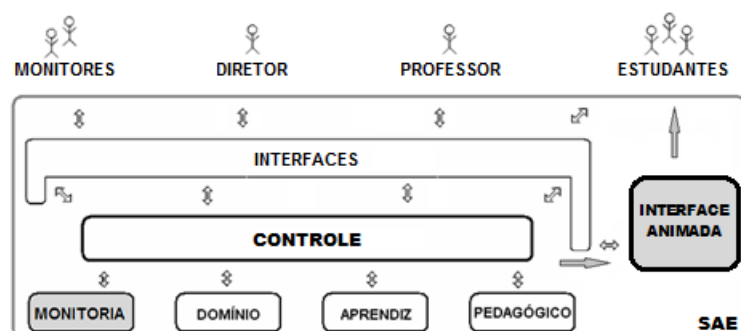 MONITORES DIRETOR PROFESSOR ESTUDANTES
INTERFACES
INTERFACE
ANIMADA
CONTROLE
MONITORIA DOMÍNIO APRENDIZ PEDAGÓGICO
SAE